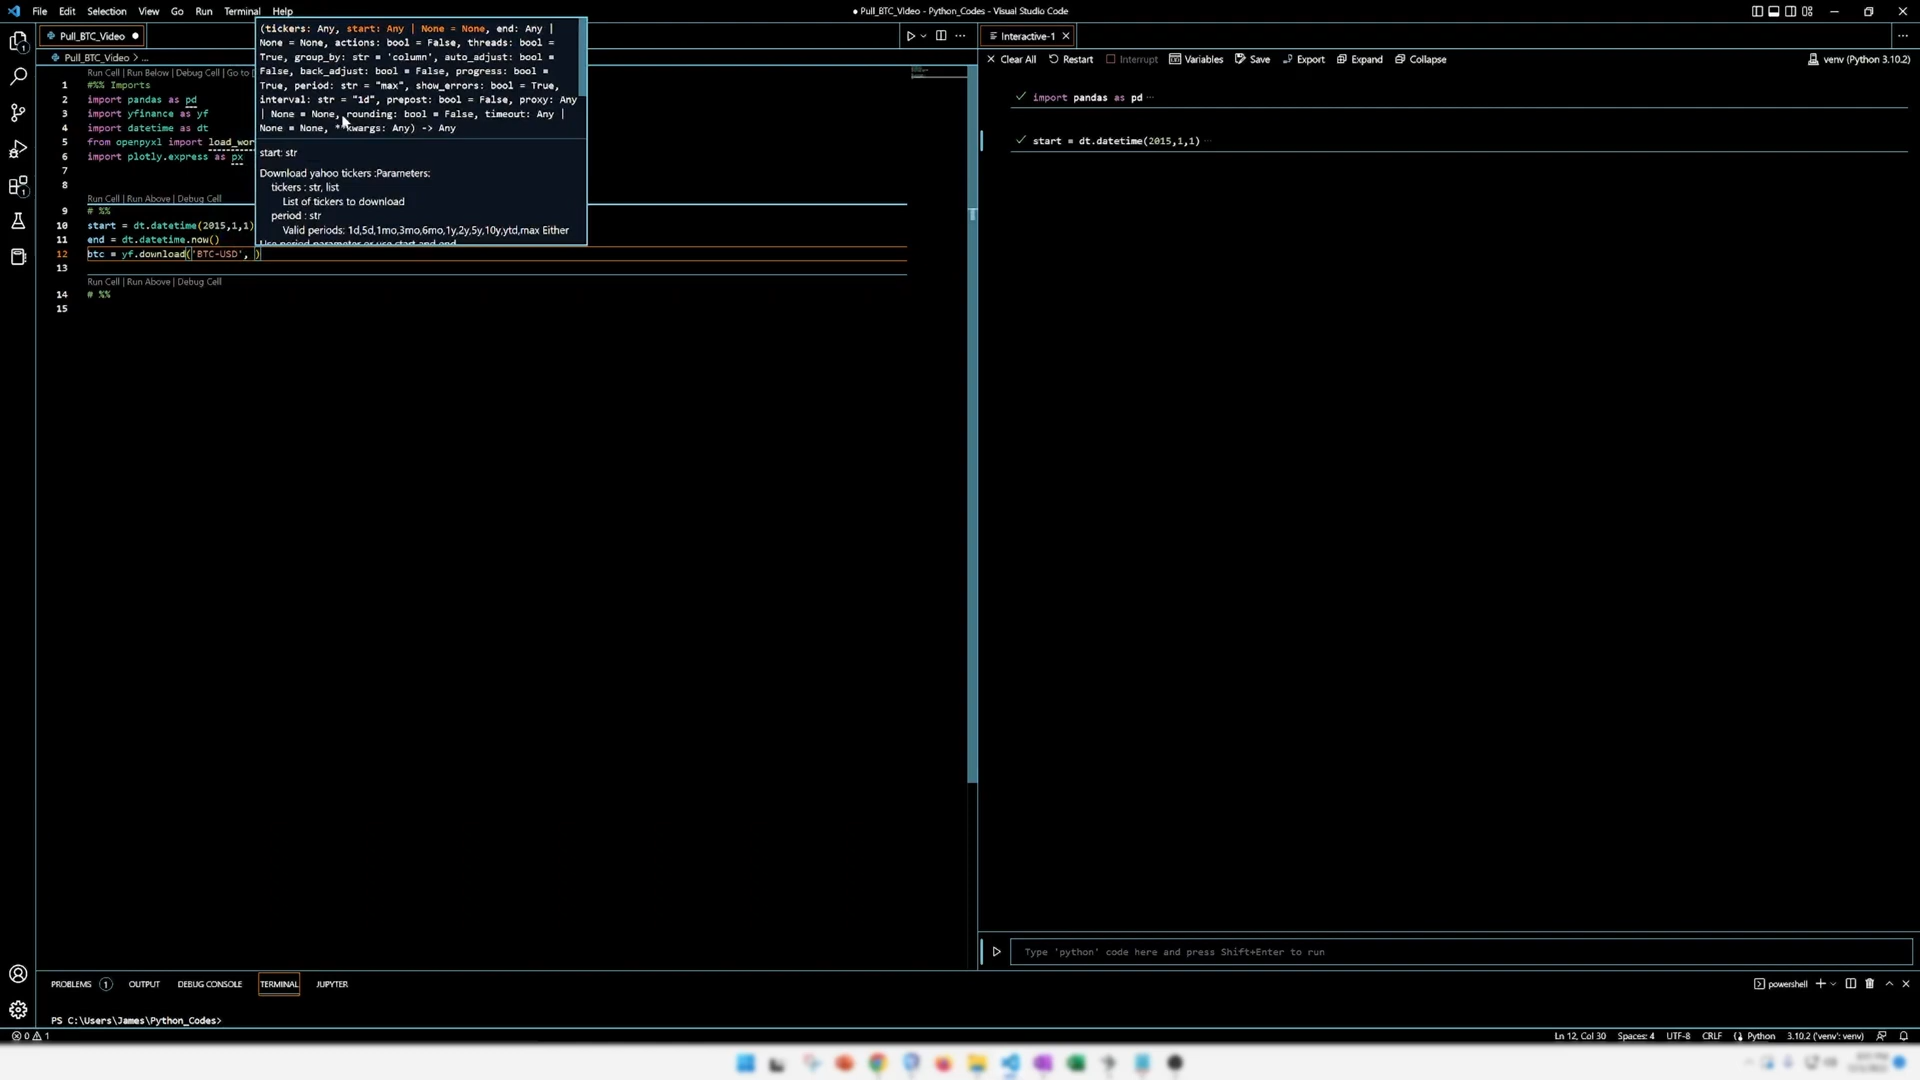 File Edit Selection View Go Run Terminal Help
● Pull_BTC_Video - Python_Codes - Visual Studio Code
Pull_BTC_Video ●
Pull_BTC_Video > ...
Run Cell | Run Below | Debug Cell | Go to [
1 #%% Imports
2 import pandas as pd
3 import yfinance as yf
4 import datetime as dt
5 from openpyxl import load_wor
6 import plotly.express as px
7
8
Run Cell | Run Above | Debug Cell
9 # %%
10 start = dt.datetime(2015,1,1)
11 end = dt.datetime.now()
12 btc = yf.download('BTC-USD', )
13
Run Cell | Run Above | Debug Cell
14 # %%
15
(tickers: Any, start: Any | None = None, end: Any |
None = None, actions: bool = False, threads: bool =
True, group_by: str = 'column', auto_adjust: bool =
False, back_adjust: bool = False, progress: bool =
True, period: str = "max", show_errors: bool = True,
interval: str = "1d", prepost: bool = False, proxy: Any
| None = None, rounding: bool = False, timeout: Any |
None = None, **kwargs: Any) -> Any
start: str
Download yahoo tickers :Parameters:
tickers : str, list
List of tickers to download
period : str
Valid periods: 1d,5d,1mo,3mo,6mo,1y,2y,5y,10y,ytd,max Either
Use period parameter or use start and end
Interactive-1
Clear All Restart Interrupt Variables Save Export Expand Collapse venv (Python 3.10.2)
import pandas as pd ...
start = dt.datetime(2015,1,1) ...
Type 'python' code here and press Shift+Enter to run
PROBLEMS 1 OUTPUT DEBUG CONSOLE TERMINAL JUPYTER
powershell
PS C:\Users\James\Python_Codes>
0 1
Ln 12, Col 30 Spaces: 4 UTF-8 CRLF Python 3.10.2 ('venv': venv)